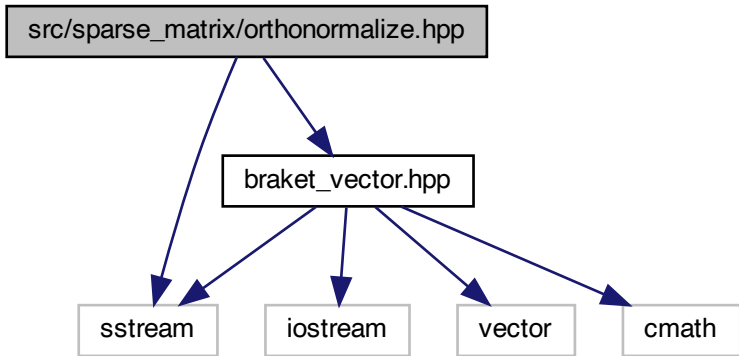 src/sparse_matrix/orthonormalize.hpp
braket_vector.hpp
sstream
iostream
vector
cmath